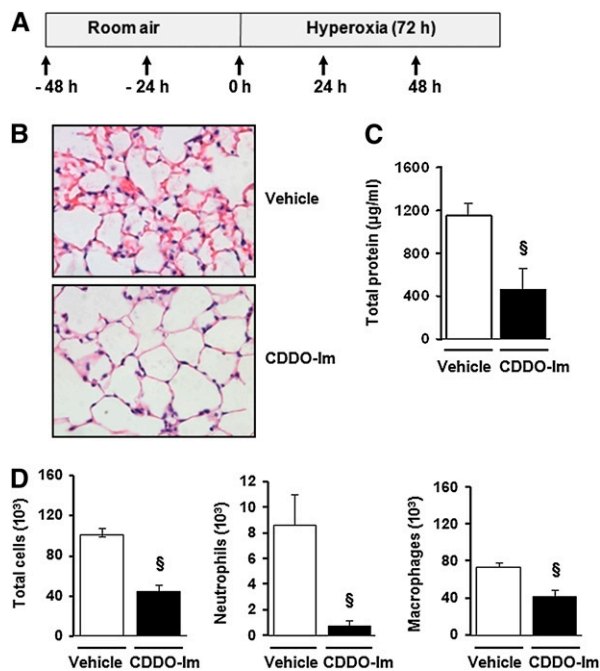 A
Room air
Hyperoxia (72 h)
- 48 h
- 24 h
0 h
24 h
48 h
B
Vehicle
CDDO-Im
C
Total protein (µg/ml)
1600
1200
800
400
0
§
Vehicle CDDO-Im
D
Total cells (10³)
160
120
80
40
0
§
Vehicle CDDO-Im
Neutrophils (10³)
12
10
8
6
4
2
0
§
Vehicle CDDO-Im
Macrophages (10³)
160
120
80
40
0
§
Vehicle CDDO-Im